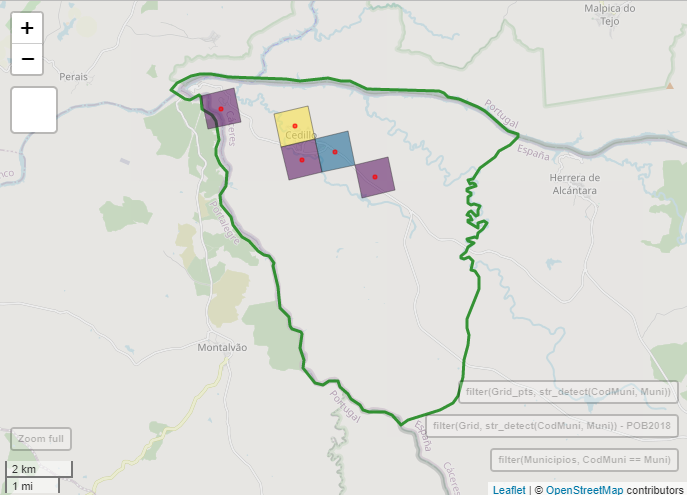 +
−
Malpica do
Tejo
Perais
Portugal
España
Cáceres
Cedillo
Herrera de
Alcántara
Portalegre
Montalvão
Portugal
España
Cáceres
nco
filter(Grid_pts, str_detect(CodMuni, Muni))
filter(Grid, str_detect(CodMuni, Muni)) - POB2018
filter(Municipios, CodMuni == Muni)
Zoom full
2 km
1 mi
Leaflet | © OpenStreetMap contributors